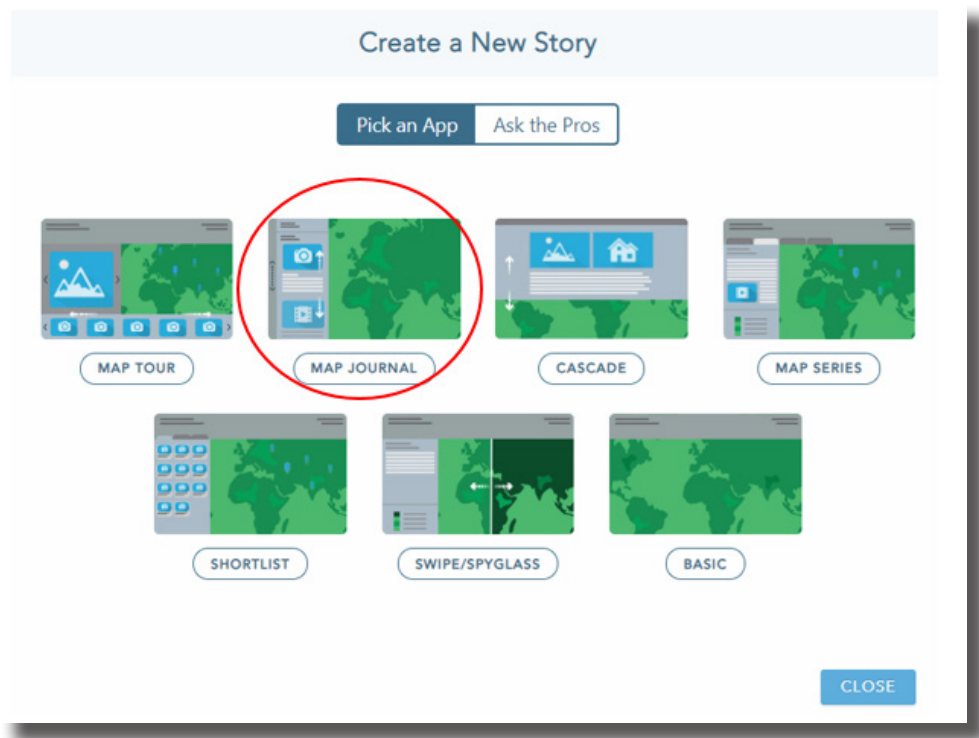 Create a New Story
Pick an App Ask the Pros
MAP TOUR MAP JOURNAL CASCADE MAP SERIES
SHORTLIST SWIPE/SPYGLASS BASIC
CLOSE